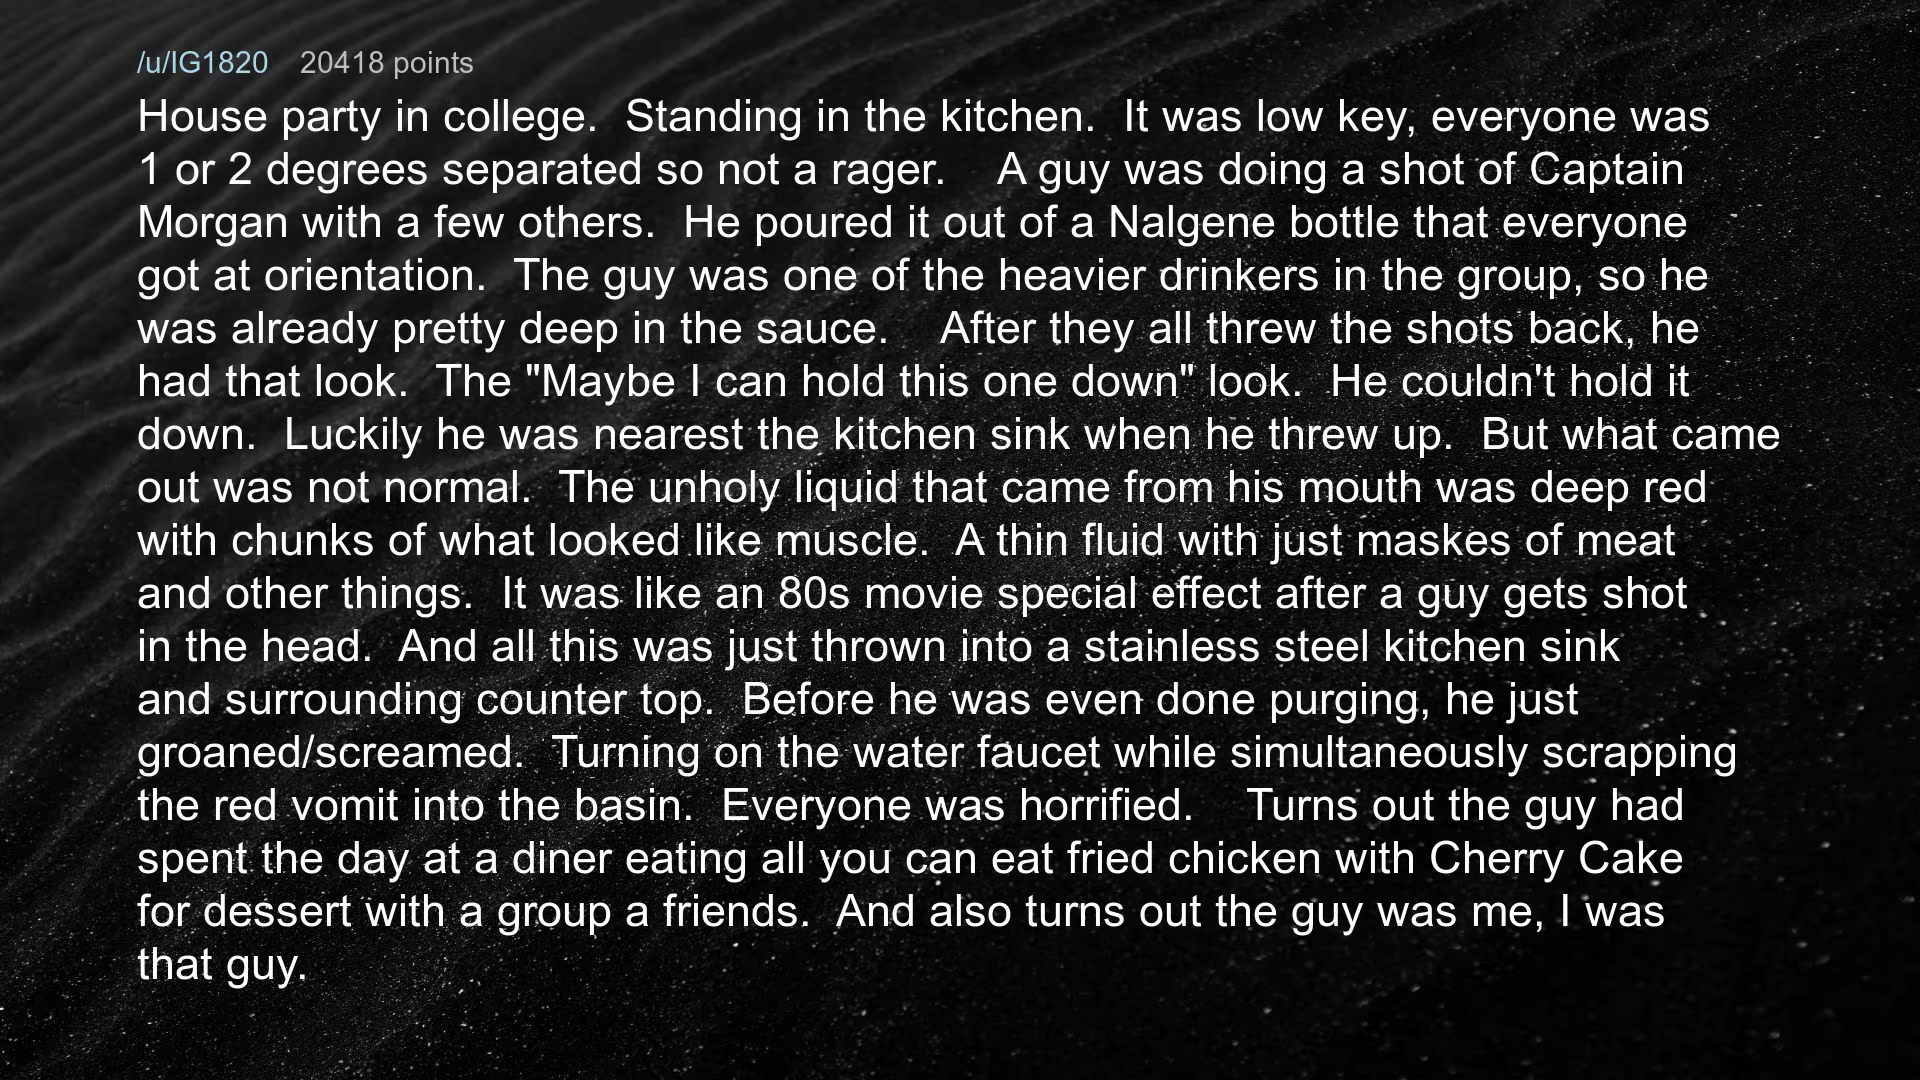 /u/IG1820 20418 points
House party in college.  Standing in the kitchen.  It was low key, everyone was
1 or 2 degrees separated so not a rager.    A guy was doing a shot of Captain
Morgan with a few others.  He poured it out of a Nalgene bottle that everyone
got at orientation.  The guy was one of the heavier drinkers in the group, so he
was already pretty deep in the sauce.    After they all threw the shots back, he
had that look.  The "Maybe I can hold this one down" look.  He couldn't hold it
down.  Luckily he was nearest the kitchen sink when he threw up.  But what came
out was not normal.  The unholy liquid that came from his mouth was deep red
with chunks of what looked like muscle.  A thin fluid with just maskes of meat
and other things.  It was like an 80s movie special effect after a guy gets shot
in the head.  And all this was just thrown into a stainless steel kitchen sink
and surrounding counter top.  Before he was even done purging, he just
groaned/screamed.  Turning on the water faucet while simultaneously scrapping
the red vomit into the basin.  Everyone was horrified.    Turns out the guy had
spent the day at a diner eating all you can eat fried chicken with Cherry Cake
for dessert with a group a friends.  And also turns out the guy was me, I was
that guy.